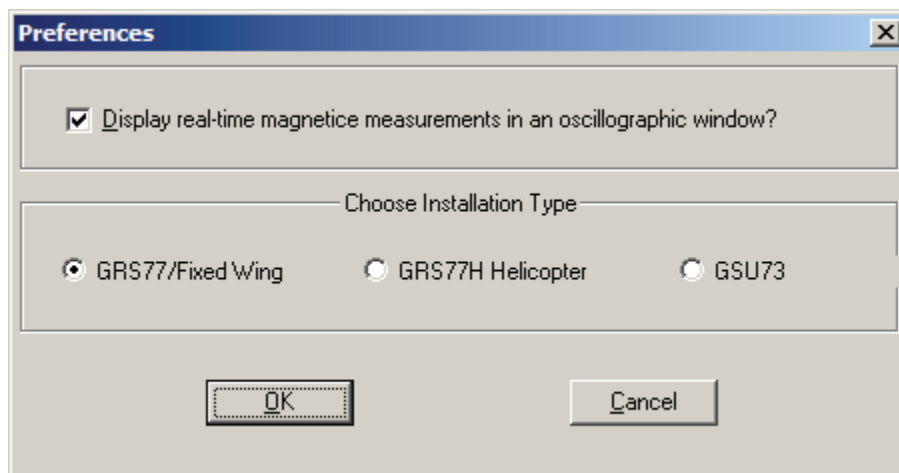 Preferences
Display real-time magnetice measurements in an oscillographic window?
Choose Installation Type
GRS77/Fixed Wing GRS77H Helicopter GSU73
OK Cancel